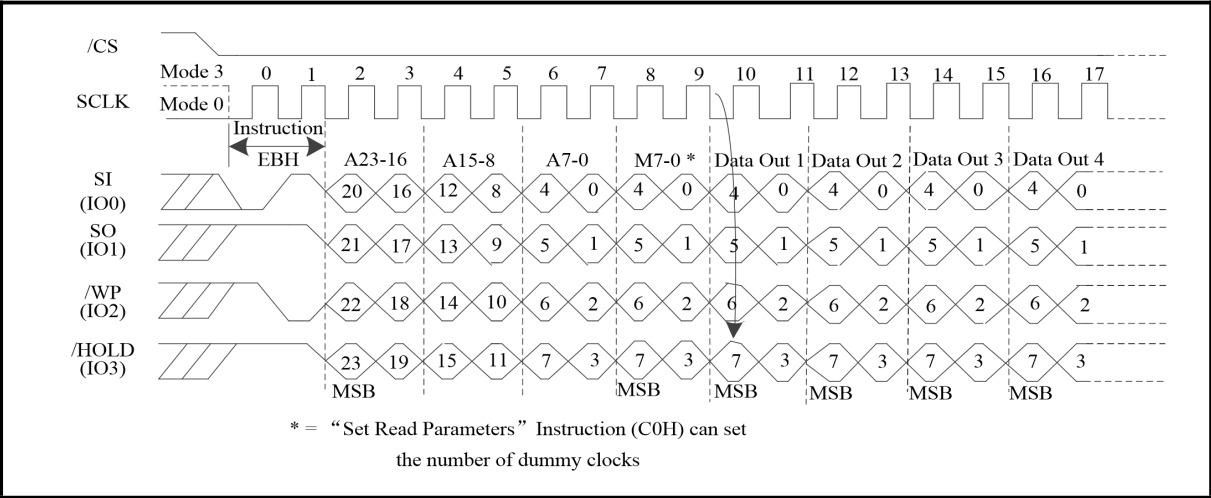 /CS
Mode 3 0 1 2 3 4 5 6 7 8 9 10 11 12 13 14 15 16 17
SCLK Mode 0
Instruction
EBH A23-16 A15-8 A7-0 M7-0 * Data Out 1 Data Out 2 Data Out 3 Data Out 4
SI
(IO0) 20 16 12 8 4 0 4 0 4 0 4 0 4 0 4 0
SO
(IO1) 21 17 13 9 5 1 5 1 5 1 5 1 5 1 5 1
/WP
(IO2) 22 18 14 10 6 2 6 2 6 2 6 2 6 2 6 2
/HOLD
(IO3) 23 19 15 11 7 3 7 3 7 3 7 3 7 3 7 3
MSB MSB MSB MSB MSB MSB
* = “Set Read Parameters” Instruction (C0H) can set
the number of dummy clocks